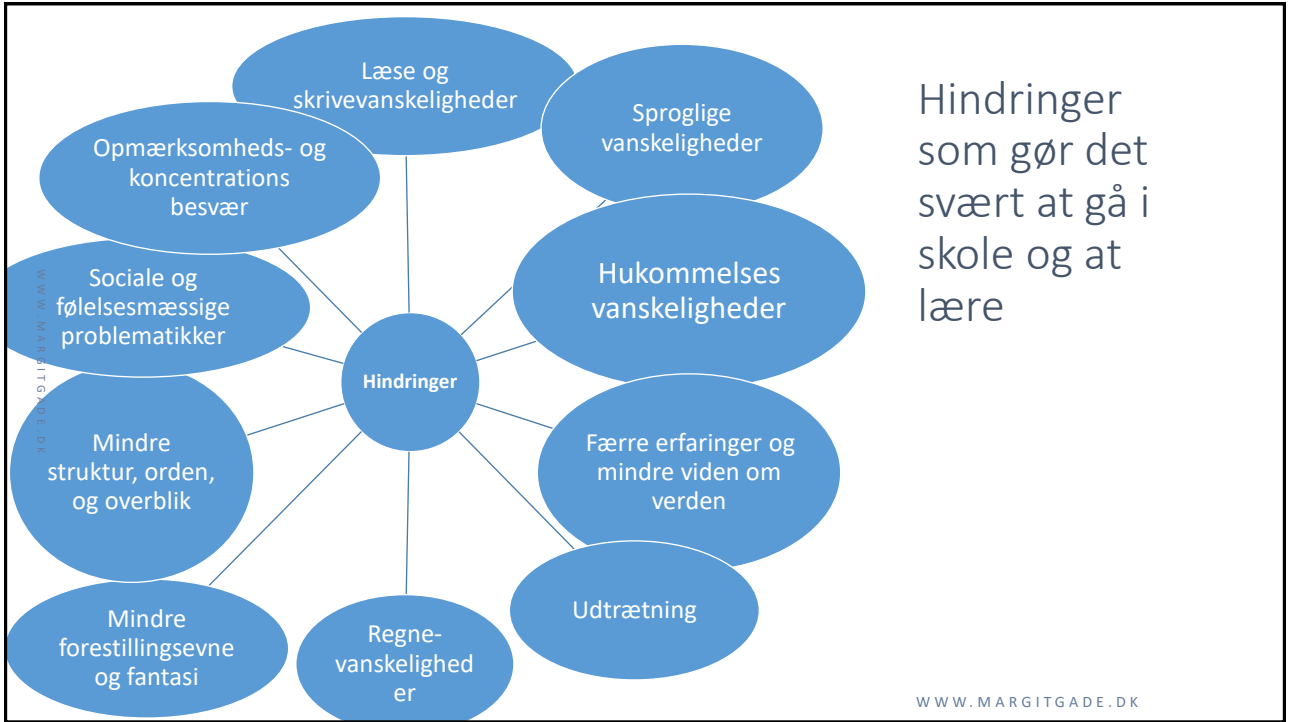 Læse og
skrivevanskeligheder
Sproglige
vanskeligheder
Hukommelses
vanskeligheder
Færre erfaringer og
mindre viden om
verden
Udtrætning
Regne-
vanskelighed
er
Mindre
forestillingsevne
og fantasi
Mindre
struktur, orden,
og overblik
Sociale og
følelsesmæssige
problematikker
Opmærksomheds- og
koncentrations
besvær
Hindringer
Hindringer
som gør det
svært at gå i
skole og at
lære
WWW.MARGITGADE.DK
WWW.MARGITGADE.DK